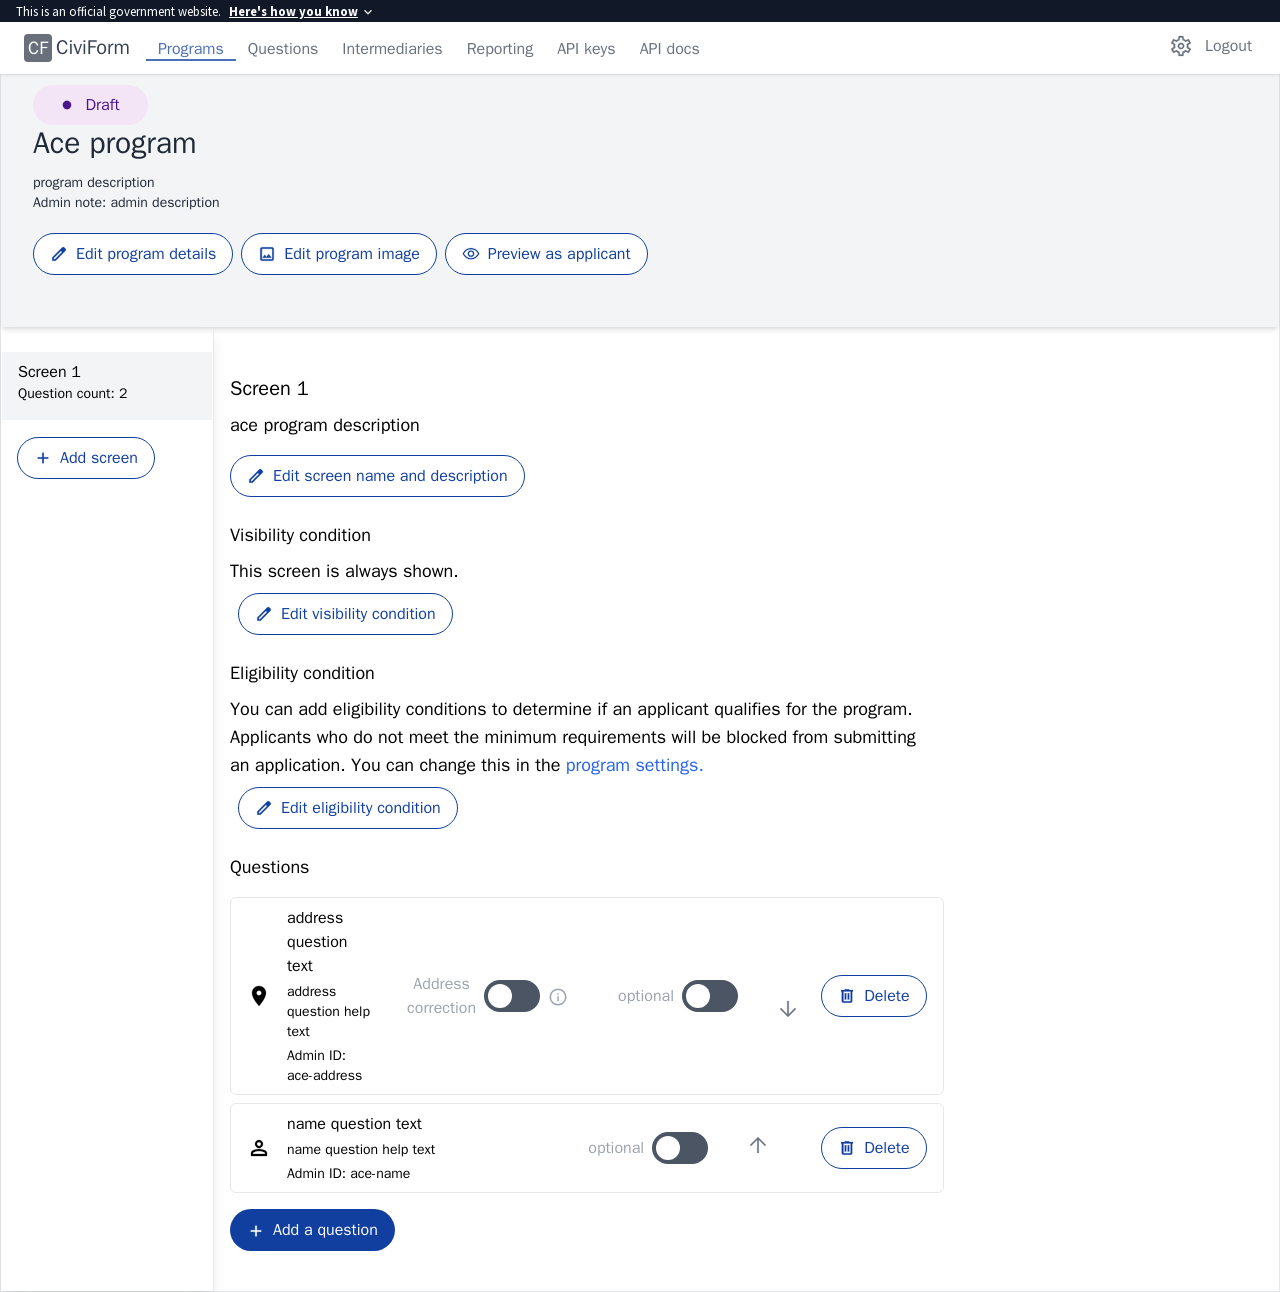 This is an official government website. Here's how you know
CF CiviForm Programs Questions Intermediaries Reporting API keys API docs Logout
Draft
Ace program
program description
Admin note: admin description
Edit program details Edit program image Preview as applicant
Screen 1
Question count: 2
Add screen
Screen 1
ace program description
Edit screen name and description
Visibility condition
This screen is always shown.
Edit visibility condition
Eligibility condition
You can add eligibility conditions to determine if an applicant qualifies for the program.
Applicants who do not meet the minimum requirements will be blocked from submitting
an application. You can change this in the program settings.
Edit eligibility condition
Questions
address
question
text
address
question help
text
Admin ID:
ace-address
Address
correction
optional
Delete
name question text
name question help text
Admin ID: ace-name
optional
Delete
Add a question